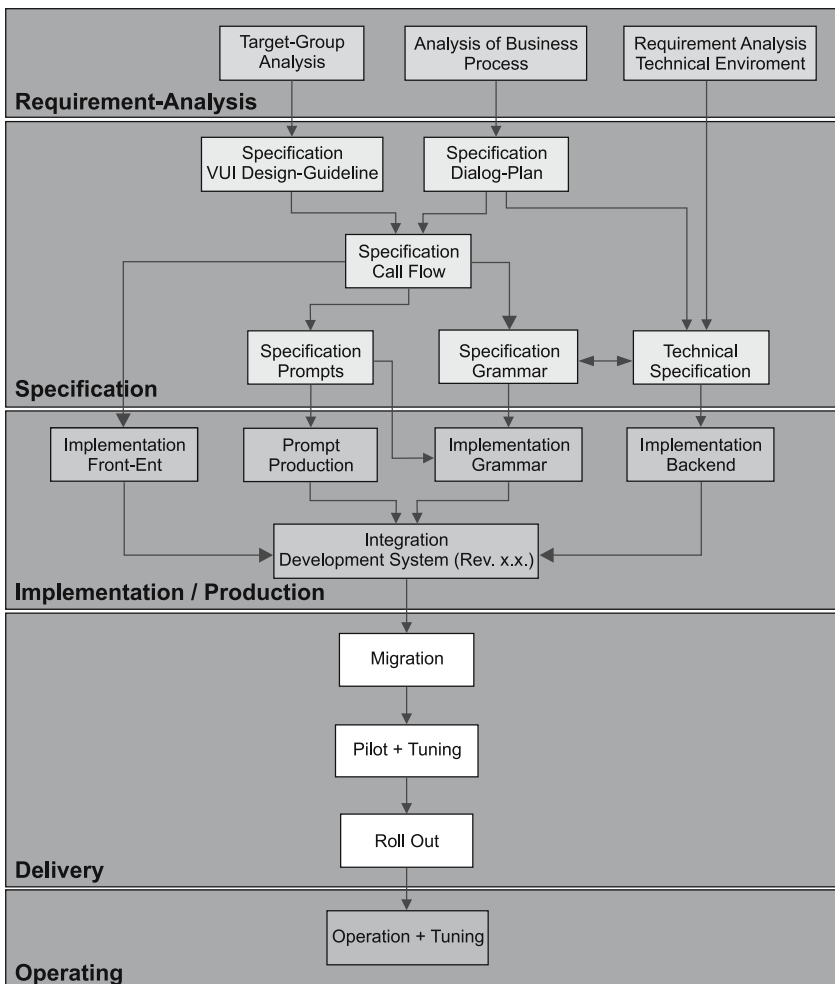 Target-Group
Analysis
Analysis of Business
Process
Requirement Analysis
Technical Enviroment
Requirement-Analysis
Specification
VUI Design-Guideline
Specification
Dialog-Plan
Specification
Call Flow
Specification
Prompts
Specification
Grammar
Technical
Specification
Specification
Implementation
Front-Ent
Prompt
Production
Implementation
Grammar
Implementation
Backend
Integration
Development System (Rev. x.x.)
Implementation / Production
Migration
Pilot + Tuning
Roll Out
Delivery
Operation + Tuning
Operating